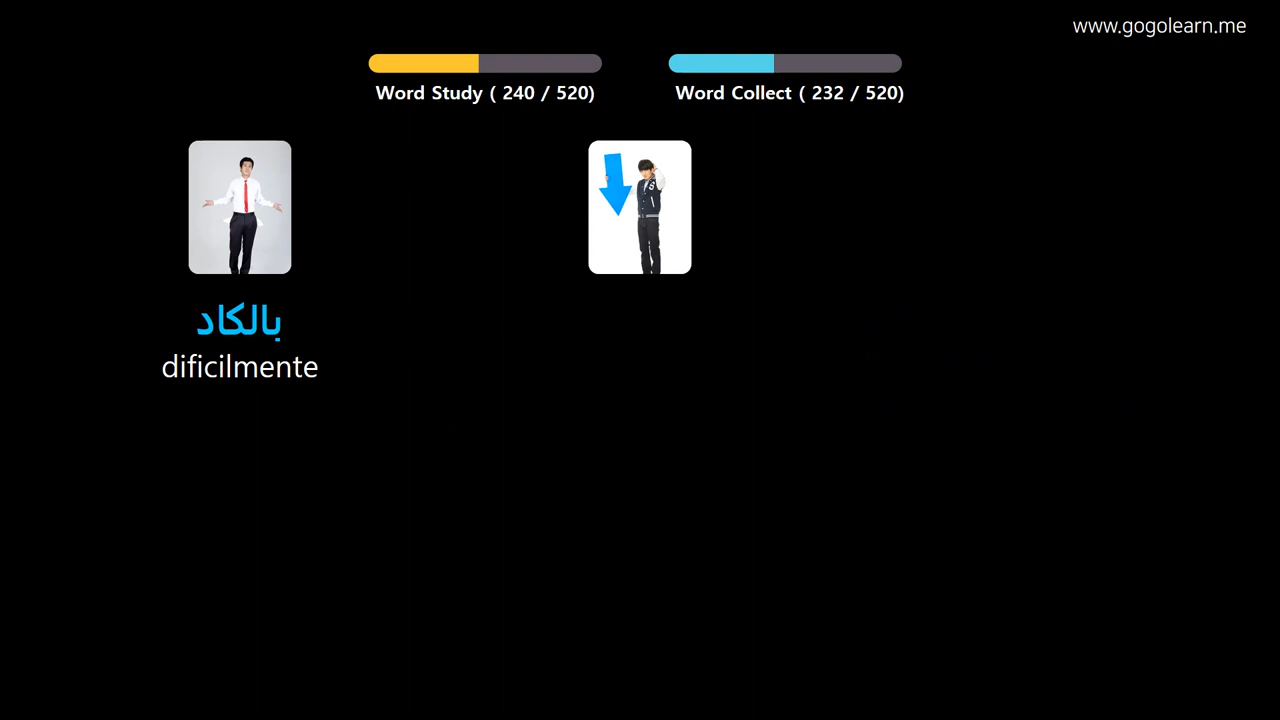 www.gogolearn.me
Word Study ( 240 / 520)
Word Collect ( 232 / 520)
بالكاد
dificilmente